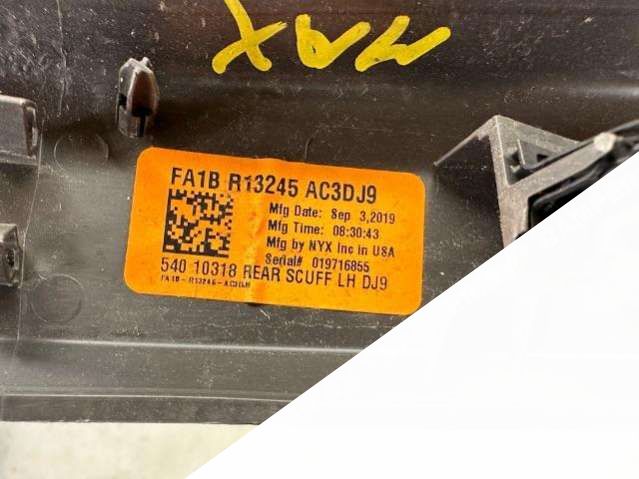 FA1B R13245 AC3DJ9
Mfg Date: Sep 3,2019
Mfg Time: 08:30:43
Mfg by NYX Inc in USA
Serial# 019716855
540 10318 REAR SCUFF LH DJ9